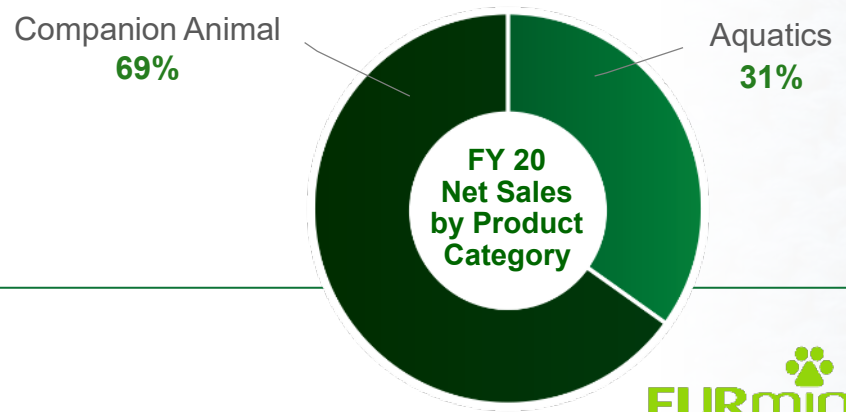 Companion Animal
69%
Aquatics
31%
FY 20
Net Sales
by Product
Category